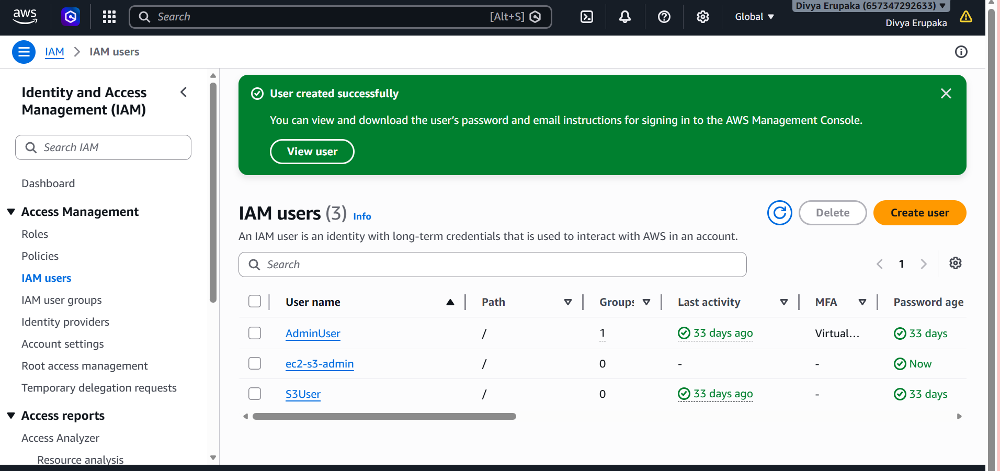 aws
Search
[Alt+S]
Global
Divya Erupaka (657347292633)
Divya Erupaka
IAM
IAM users
Identity and Access
Management (IAM)
Search IAM
Dashboard
Access Management
Roles
Policies
IAM users
IAM user groups
Identity providers
Account settings
Root access management
Temporary delegation requests
Access reports
Access Analyzer
Resource analysis
User created successfully
You can view and download the user’s password and email instructions for signing in to the AWS Management Console.
View user
IAM users (3) Info
Delete
Create user
An IAM user is an identity with long-term credentials that is used to interact with AWS in an account.
Search
1
User name Path Groups Last activity MFA Password age
AdminUser / 1 33 days ago Virtual... 33 days
ec2-s3-admin / 0 - - Now
S3User / 0 33 days ago - 33 days